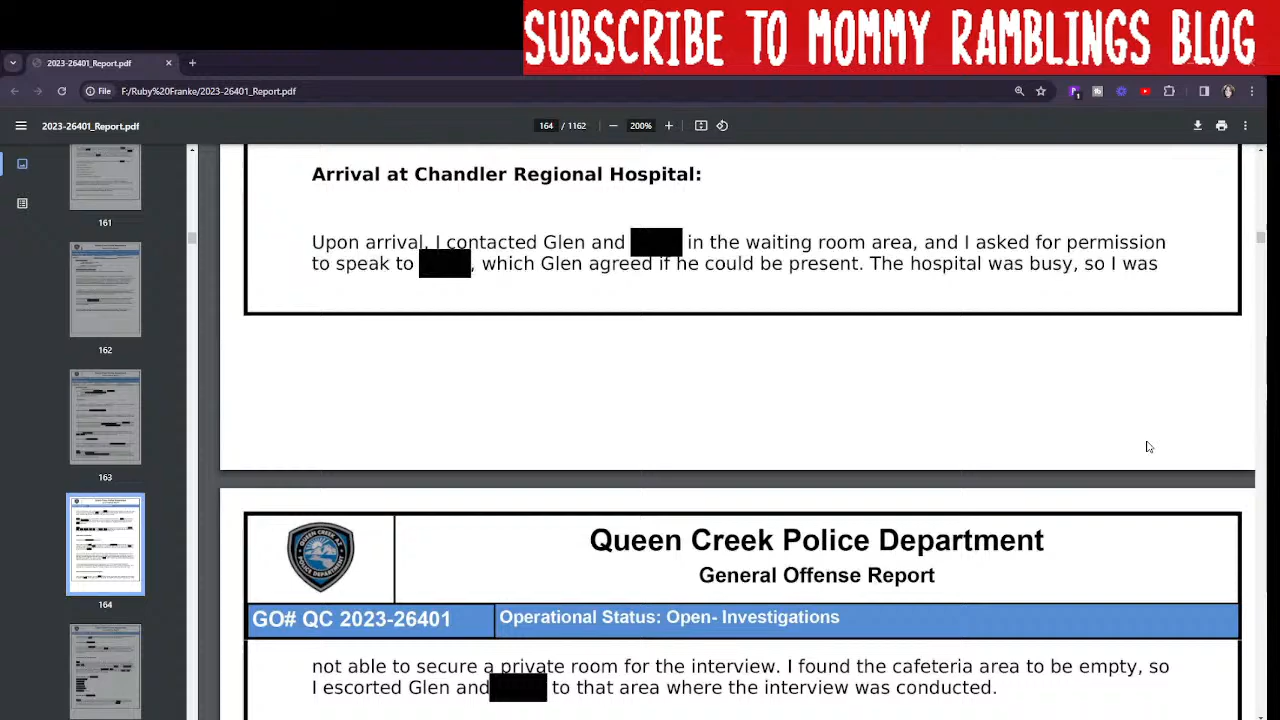 SUBSCRIBE TO MOMMY RAMBLINGS BLOG
2023-26401_Report.pdf
File F:/Ruby%20Franke/2023-26401_Report.pdf
2023-26401_Report.pdf 164 / 1162 200%
161
162
163
164
Arrival at Chandler Regional Hospital:
Upon arrival, I contacted Glen and in the waiting room area, and I asked for permission
to speak to , which Glen agreed if he could be present. The hospital was busy, so I was
Queen Creek Police Department
General Offense Report
GO# QC 2023-26401 Operational Status: Open- Investigations
not able to secure a private room for the interview. I found the cafeteria area to be empty, so
I escorted Glen and to that area where the interview was conducted.